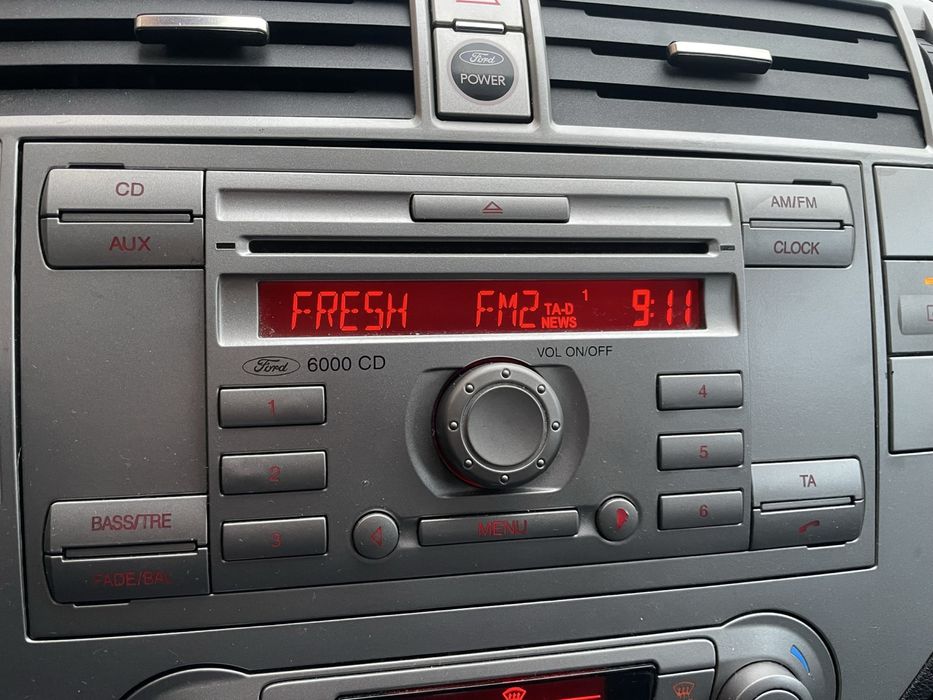 Ford
POWER
CD
AUX
AM/FM
CLOCK
FRESH FM2 TA-D NEWS 1 9:11
Ford 6000 CD
VOL ON/OFF
1
2
3
4
5
6
MENU
BASS/TRE
FADE/BAL
TA